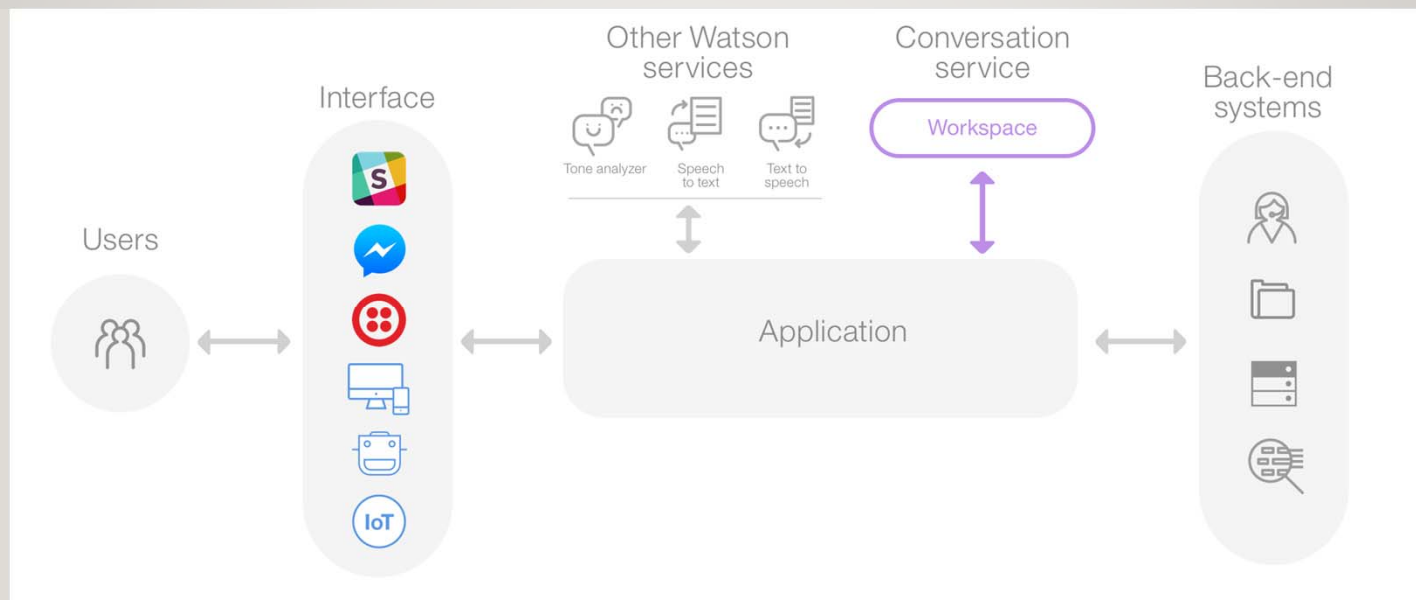 Users
Interface
S
IoT
Other Watson
services
Tone analyzer
Speech
to text
Text to
speech
Conversation
service
Workspace
Application
Back-end
systems